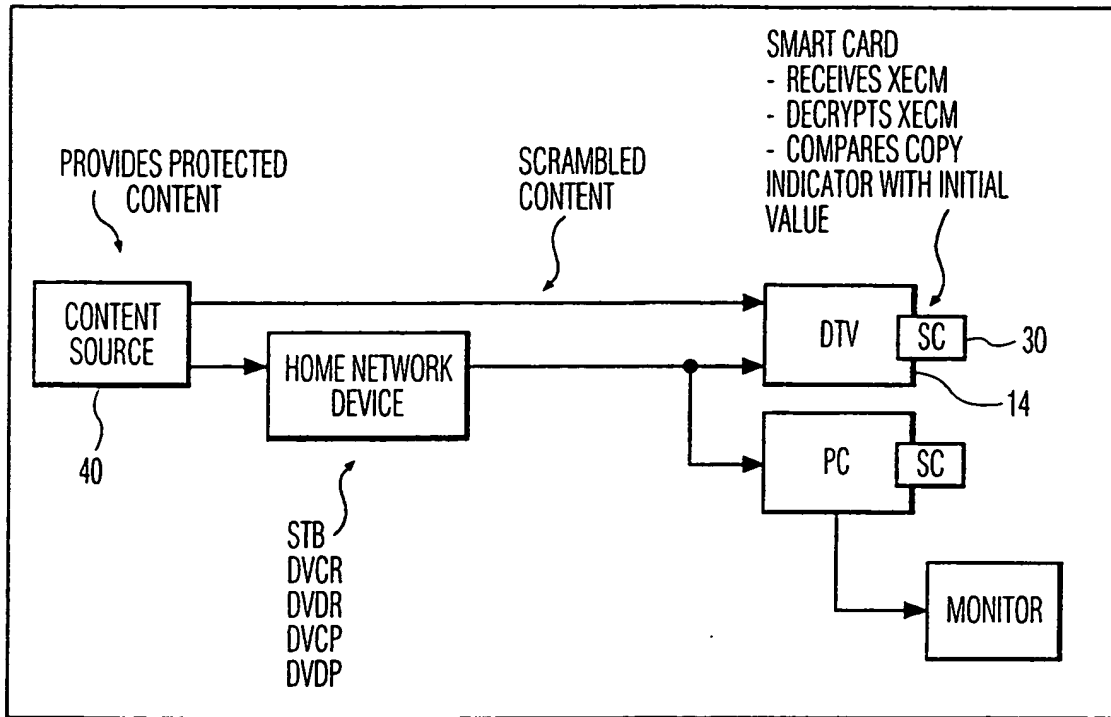 PROVIDES PROTECTED
CONTENT
SCRAMBLED
CONTENT
SMART CARD
- RECEIVES XECM
- DECRYPTS XECM
- COMPARES COPY
INDICATOR WITH INITIAL
VALUE
CONTENT
SOURCE
40
HOME NETWORK
DEVICE
STB
DVCR
DVDR
DVCP
DVDP
DTV
SC
30
14
PC
SC
MONITOR